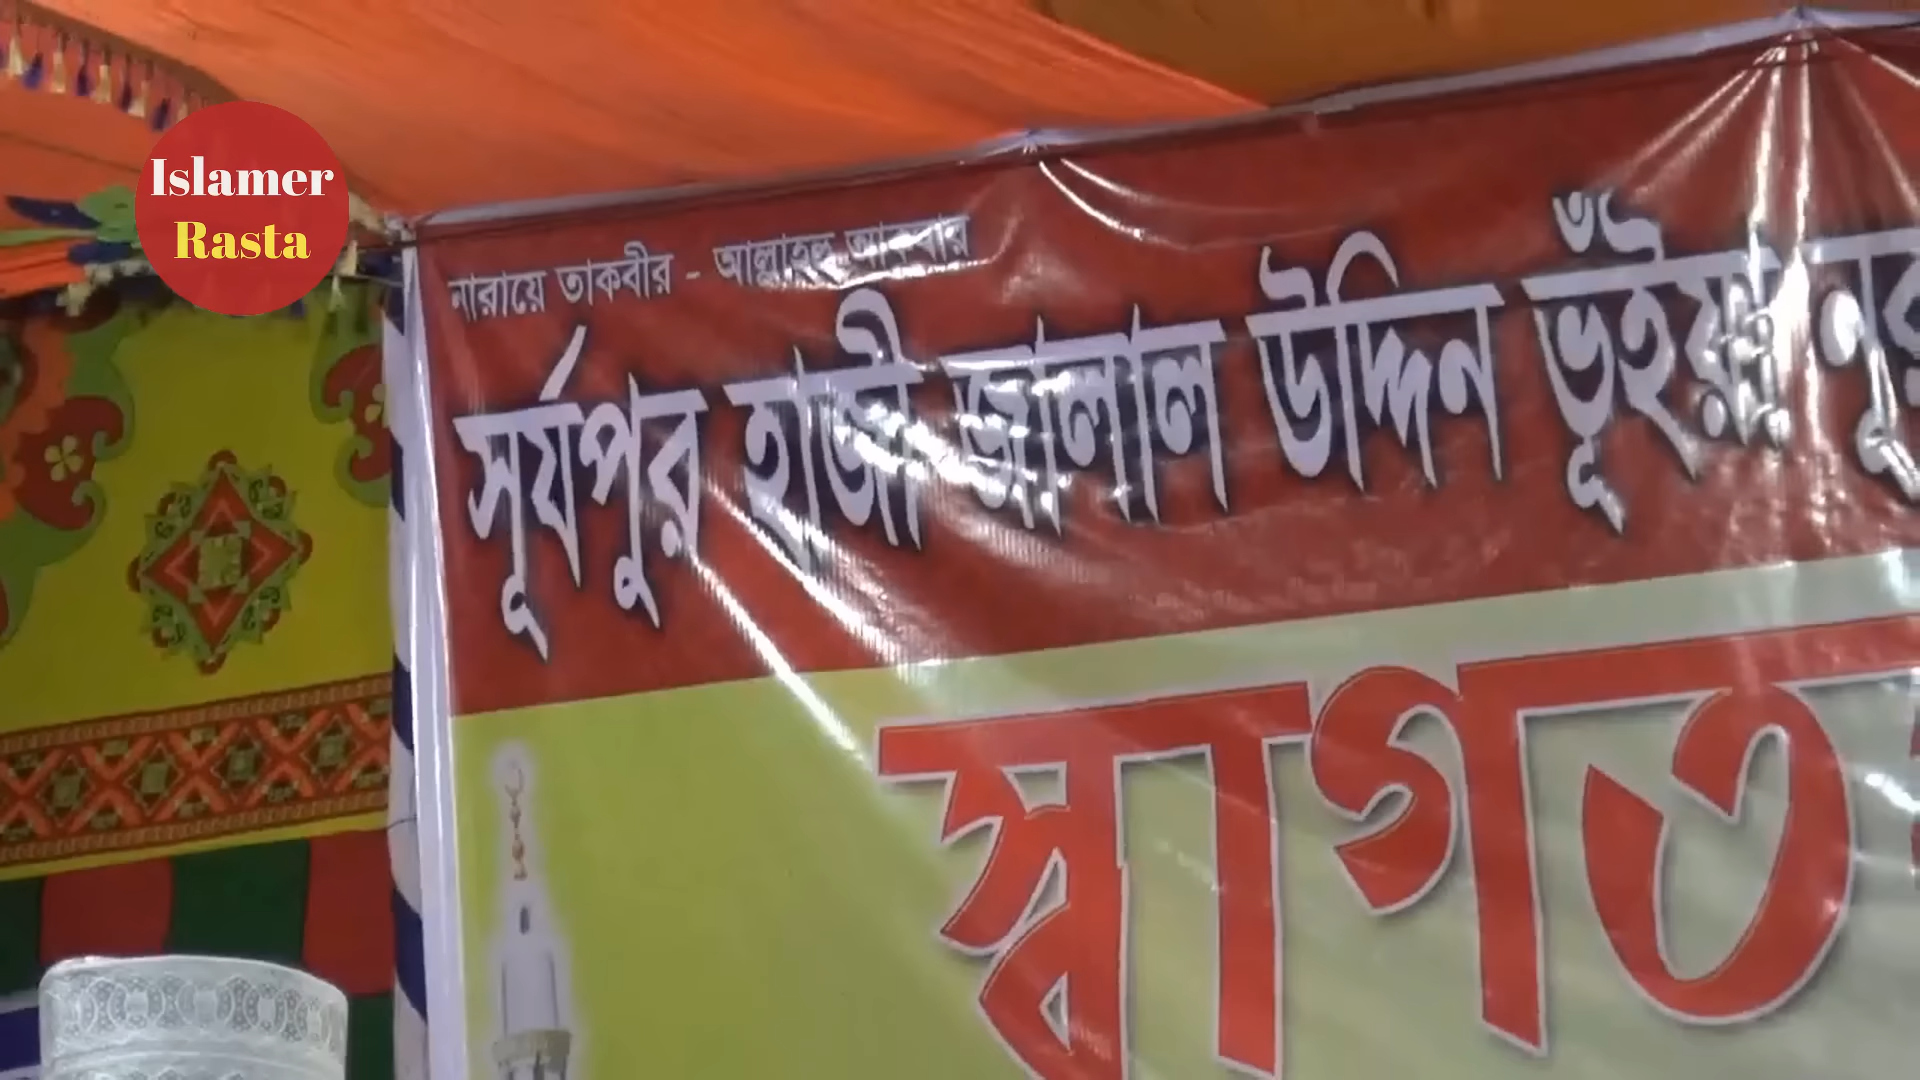 Islamer
Rasta
নারায়ে তাকবীর - আল্লাহু আকবার
সূর্যপুর হাজী জালাল উদ্দিন ভূঁইয়া
স্বাগত